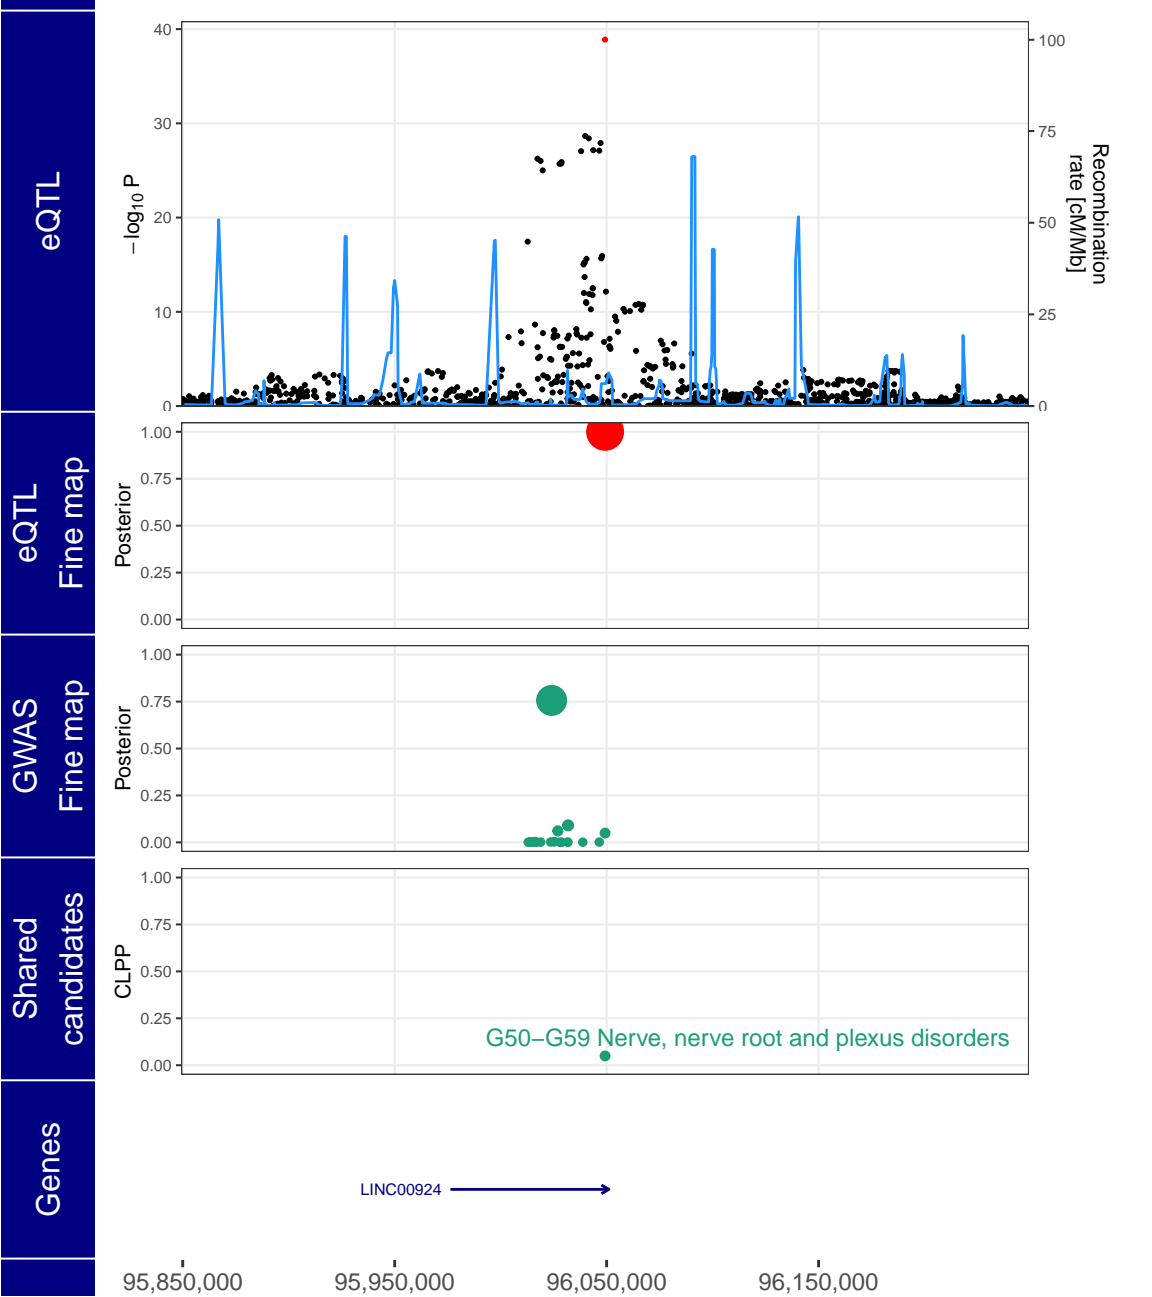 eQTL
−log10 P
40
30
20
10
0
100
75
50
25
0
Recombination
rate [cM/Mb]
eQTL
Fine map
Posterior
1.00
0.75
0.50
0.25
0.00
GWAS
Fine map
Posterior
1.00
0.75
0.50
0.25
0.00
Shared
candidates
CLPP
1.00
0.75
0.50
0.25
0.00
G50−G59 Nerve, nerve root and plexus disorders
Genes
LINC00924
95,850,000
95,950,000
96,050,000
96,150,000